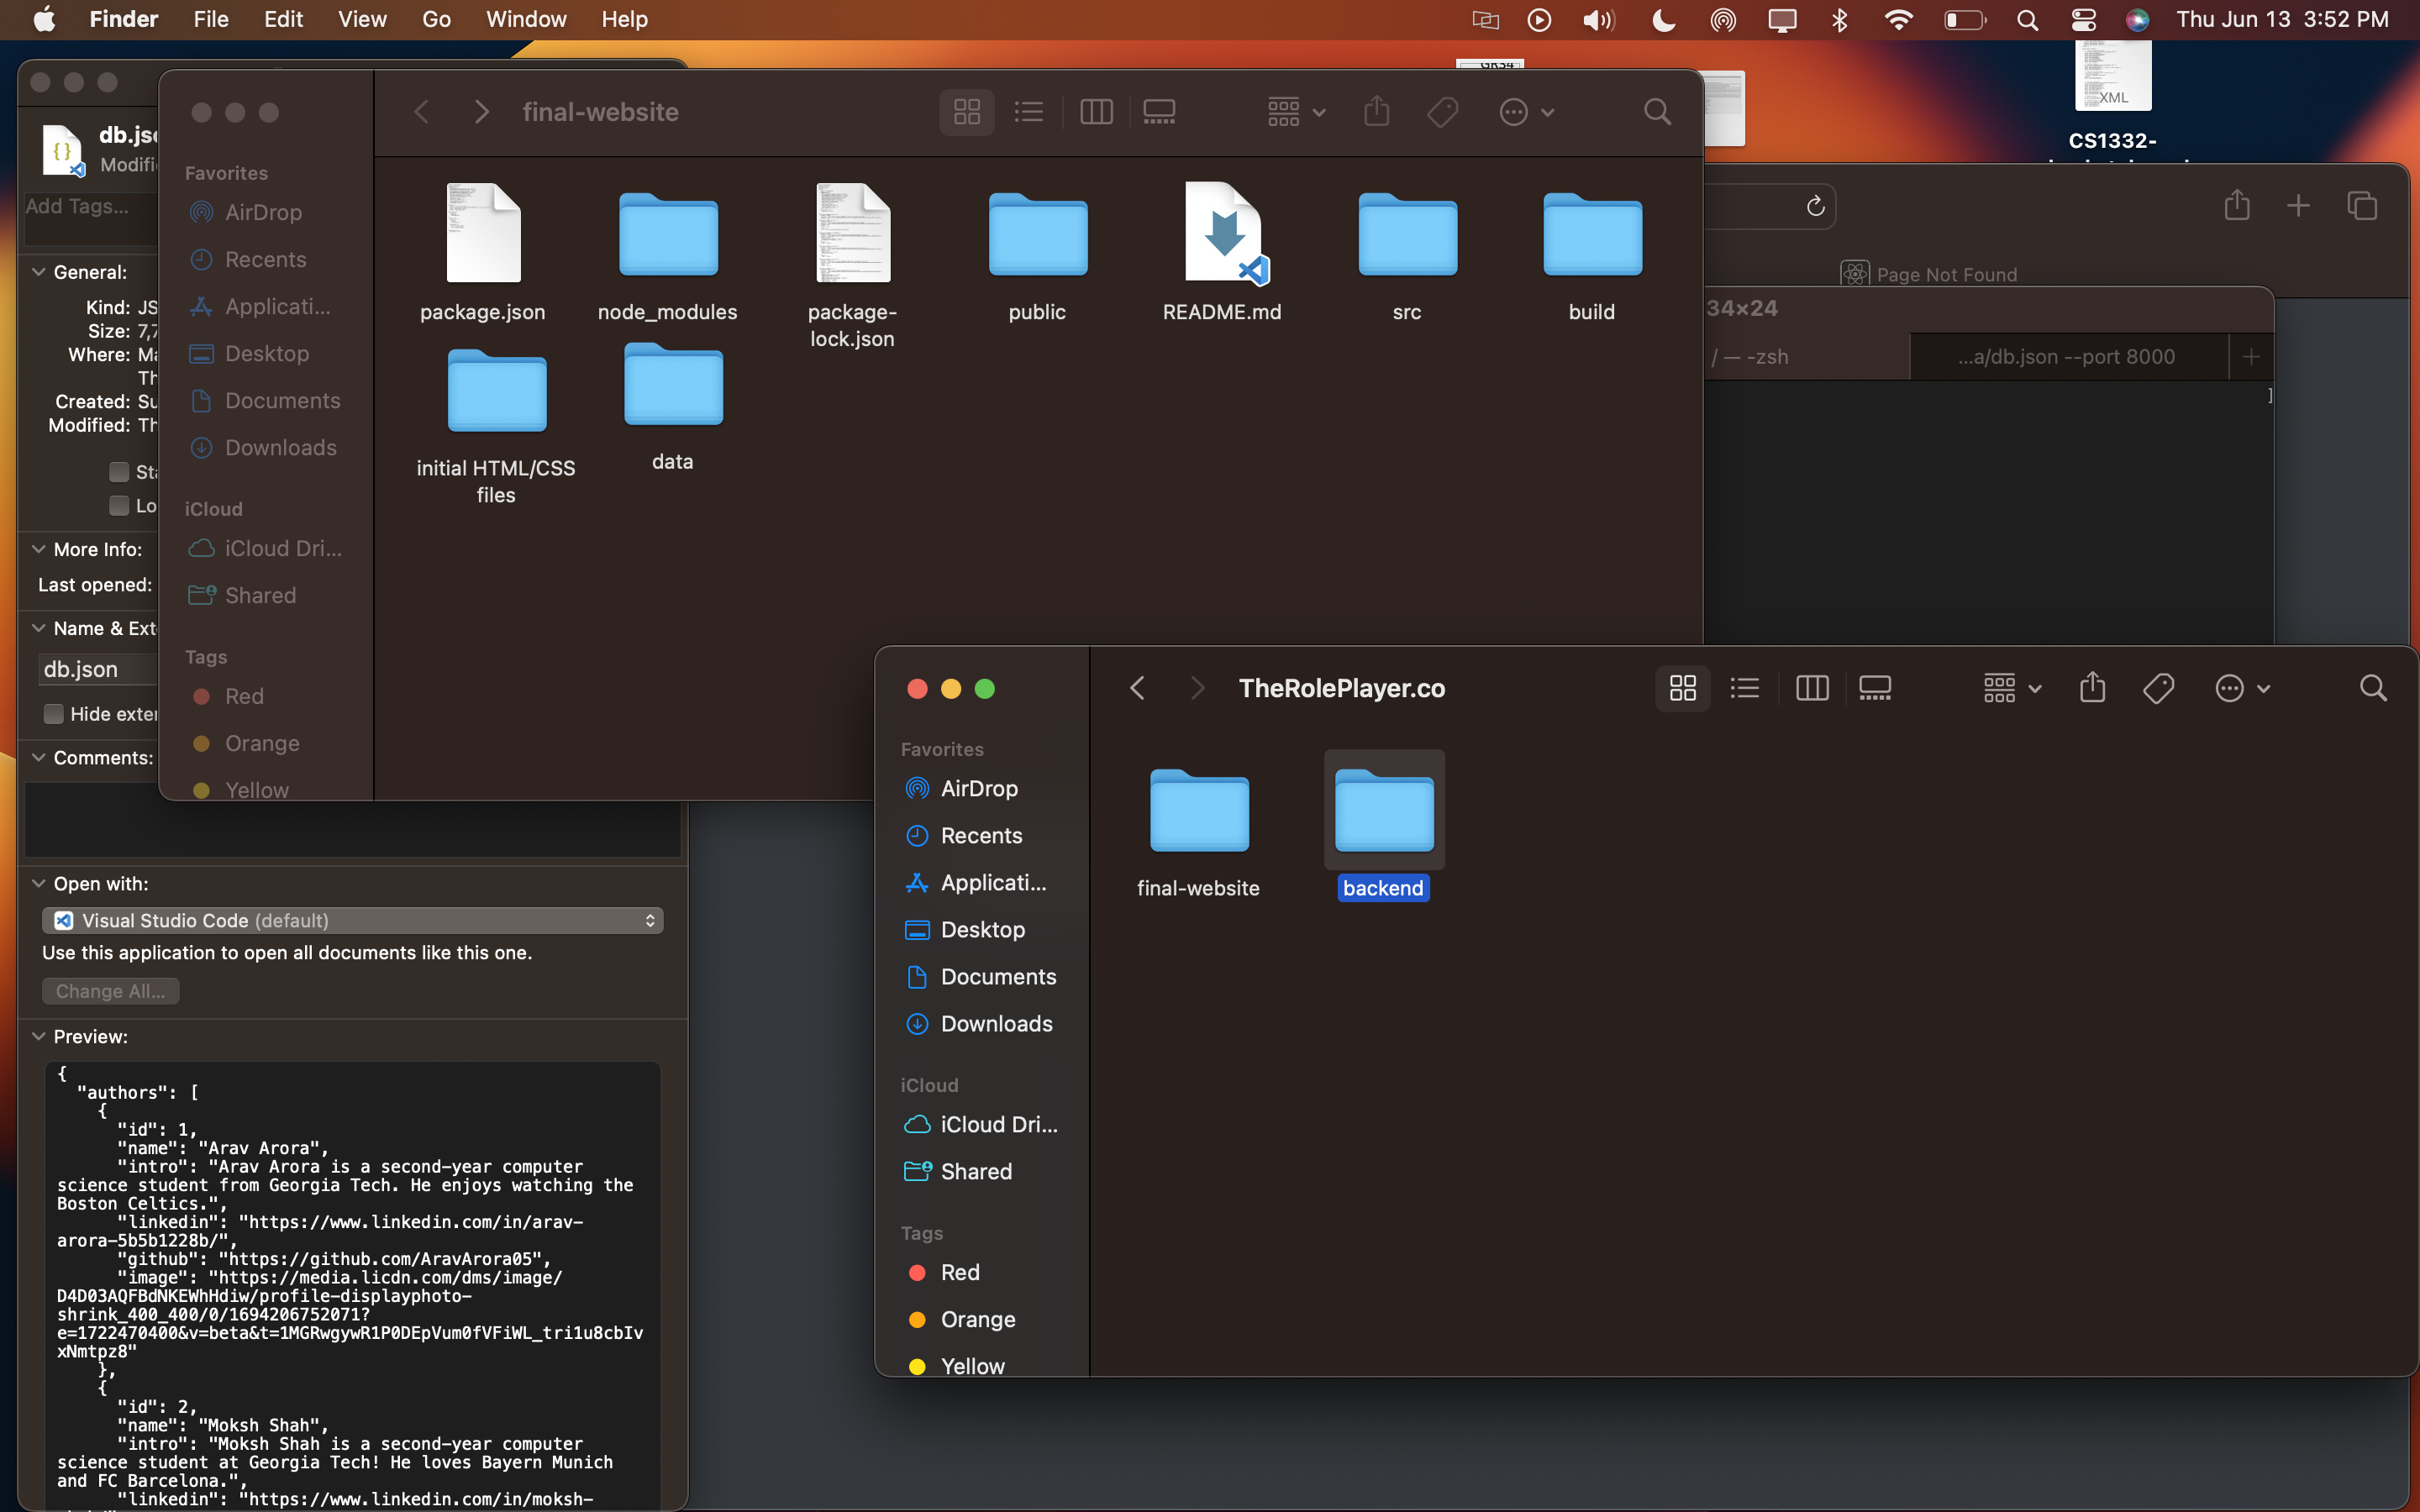 Finder File Edit View Go Window Help
Thu Jun 13 3:52 PM
GR34
XML
CS1332-
Page Not Found
34×24
/ — -zsh
...a/db.json --port 8000
]
db.js
Modifi
Add Tags...
General:
Kind: JS
Size: 7,7
Where: Ma
Th
Created: Su
Modified: Th
Sta
Lo
More Info:
Last opened:
Name & Exte
db.json
Hide exter
Comments:
Open with:
Visual Studio Code (default)
Use this application to open all documents like this one.
Change All...
Preview:
{
"authors": [
{
"id": 1,
"name": "Arav Arora",
"intro": "Arav Arora is a second-year computer
science student from Georgia Tech. He enjoys watching the
Boston Celtics.",
"linkedin": "https://www.linkedin.com/in/arav-
arora-5b5b1228b/",
"github": "https://github.com/AravArora05",
"image": "https://media.licdn.com/dms/image/
D4D03AQFBdNKEWhHdiw/profile-displayphoto-
shrink_400_400/0/1694206752071?
e=1722470400&v=beta&t=1MGRwgywR1P0DEpVum0fVFiWL_tri1u8cbIv
xNmtpz8"
},
{
"id": 2,
"name": "Moksh Shah",
"intro": "Moksh Shah is a second-year computer
science student at Georgia Tech! He loves Bayern Munich
and FC Barcelona.",
"linkedin": "https://www.linkedin.com/in/moksh-
final-website
Favorites
AirDrop
Recents
Applicati...
Desktop
Documents
Downloads
iCloud
iCloud Dri...
Shared
Tags
Red
Orange
Yellow
package.json
node_modules
package-
lock.json
public
README.md
src
build
initial HTML/CSS
files
data
TheRolePlayer.co
Favorites
AirDrop
Recents
Applicati...
Desktop
Documents
Downloads
iCloud
iCloud Dri...
Shared
Tags
Red
Orange
Yellow
final-website
backend